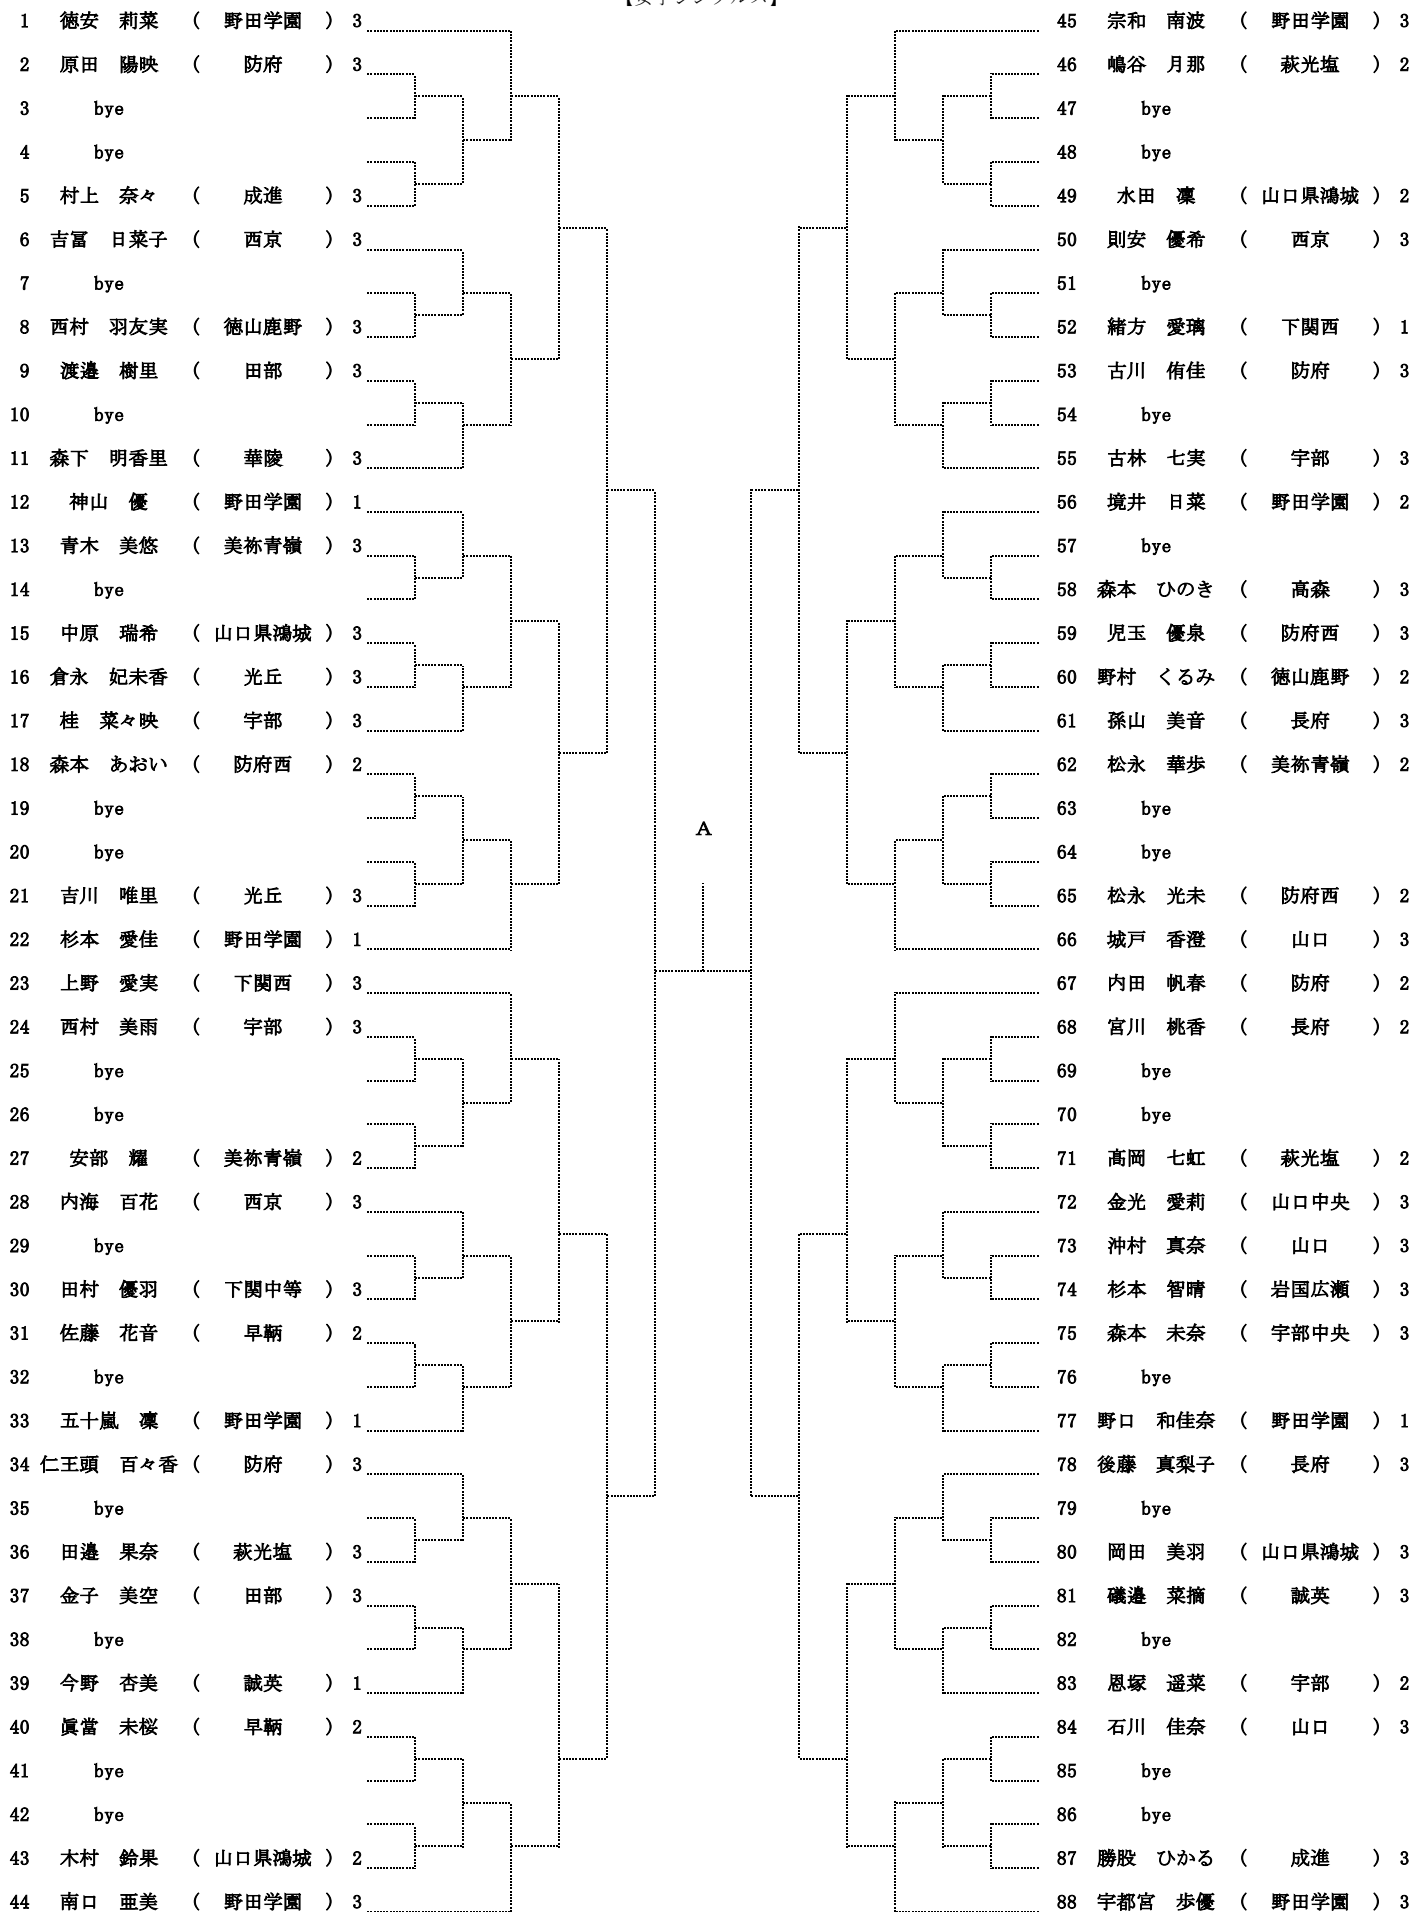 1 徳安 莉菜 ( 野田学園 ) 3
2 原田 陽映 ( 防府 ) 3
3 bye
4 bye
5 村上 奈々 ( 成進 ) 3
6 吉冨 日菜子 ( 西京 ) 3
7 bye
8 西村 羽友実 ( 徳山鹿野 ) 3
9 渡邉 樹里 ( 田部 ) 3
10 bye
11 森下 明香里 ( 華陵 ) 3
12 神山 優 ( 野田学園 ) 1
13 青木 美悠 ( 美祢青嶺 ) 3
14 bye
15 中原 瑞希 ( 山口県鴻城 ) 3
16 倉永 妃未香 ( 光丘 ) 3
17 桂 菜々映 ( 宇部 ) 3
18 森本 あおい ( 防府西 ) 2
19 bye
20 bye
21 吉川 唯里 ( 光丘 ) 3
22 杉本 愛佳 ( 野田学園 ) 1
23 上野 愛実 ( 下関西 ) 3
24 西村 美雨 ( 宇部 ) 3
25 bye
26 bye
27 安部 耀 ( 美祢青嶺 ) 2
28 内海 百花 ( 西京 ) 3
29 bye
30 田村 優羽 ( 下関中等 ) 3
31 佐藤 花音 ( 早鞆 ) 2
32 bye
33 五十嵐 凜 ( 野田学園 ) 1
34 仁王頭 百々香 ( 防府 ) 3
35 bye
36 田邉 果奈 ( 萩光塩 ) 3
37 金子 美空 ( 田部 ) 3
38 bye
39 今野 杏美 ( 誠英 ) 1
40 眞當 未桜 ( 早鞆 ) 2
41 bye
42 bye
43 木村 鈴果 ( 山口県鴻城 ) 2
44 南口 亜美 ( 野田学園 ) 3
A
45 宗和 南波 ( 野田学園 ) 3
46 嶋谷 月那 ( 萩光塩 ) 2
47 bye
48 bye
49 水田 凜 ( 山口県鴻城 ) 2
50 則安 優希 ( 西京 ) 3
51 bye
52 緒方 愛璃 ( 下関西 ) 1
53 古川 侑佳 ( 防府 ) 3
54 bye
55 古林 七実 ( 宇部 ) 3
56 境井 日菜 ( 野田学園 ) 2
57 bye
58 森本 ひのき ( 高森 ) 3
59 児玉 優泉 ( 防府西 ) 3
60 野村 くるみ ( 徳山鹿野 ) 2
61 孫山 美音 ( 長府 ) 3
62 松永 華歩 ( 美祢青嶺 ) 2
63 bye
64 bye
65 松永 光未 ( 防府西 ) 2
66 城戸 香澄 ( 山口 ) 3
67 内田 帆春 ( 防府 ) 2
68 宮川 桃香 ( 長府 ) 2
69 bye
70 bye
71 髙岡 七虹 ( 萩光塩 ) 2
72 金光 愛莉 ( 山口中央 ) 3
73 沖村 真奈 ( 山口 ) 3
74 杉本 智晴 ( 岩国広瀬 ) 3
75 森本 未奈 ( 宇部中央 ) 3
76 bye
77 野口 和佳奈 ( 野田学園 ) 1
78 後藤 真梨子 ( 長府 ) 3
79 bye
80 岡田 美羽 ( 山口県鴻城 ) 3
81 礒邉 菜摘 ( 誠英 ) 3
82 bye
83 恩塚 遥菜 ( 宇部 ) 2
84 石川 佳奈 ( 山口 ) 3
85 bye
86 bye
87 勝股 ひかる ( 成進 ) 3
88 宇都宮 歩優 ( 野田学園 ) 3